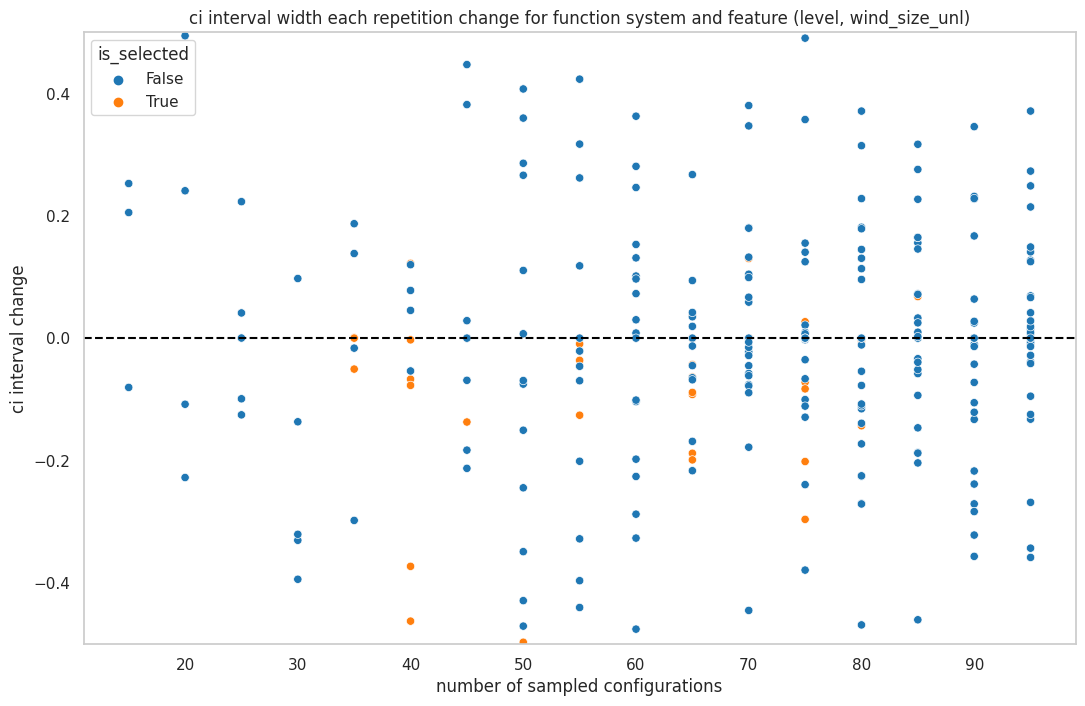 ci interval width each repetition change for function system and feature (level, wind_size_unl)
is_selected
False
True
ci interval change
0.4
0.2
0.0
−0.2
−0.4
20
30
40
50
60
70
80
90
number of sampled configurations